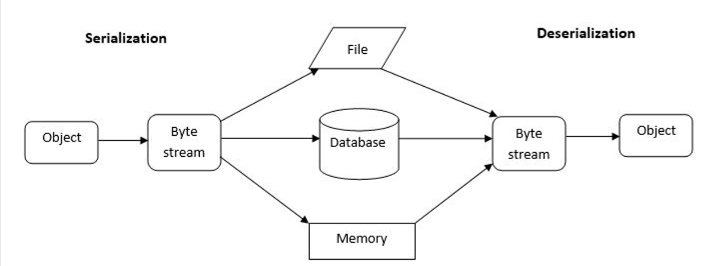 Serialization
Deserialization
File
Object
Byte
stream
Database
Byte
stream
Object
Memory